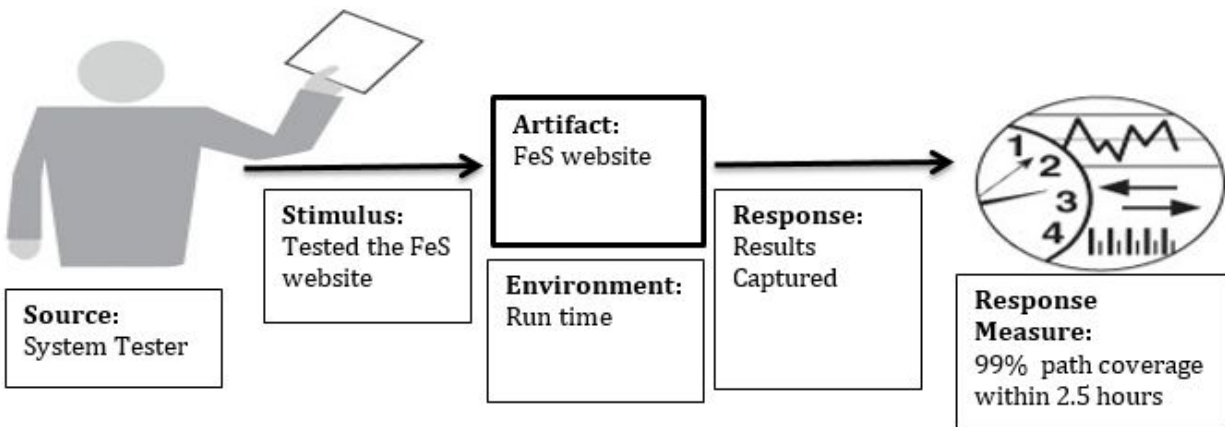 Source:
System Tester
Stimulus:
Tested the FeS
website
Artifact:
FeS website
Environment:
Run time
Response:
Results
Captured
1
2
3
4
Response
Measure:
99% path coverage
within 2.5 hours